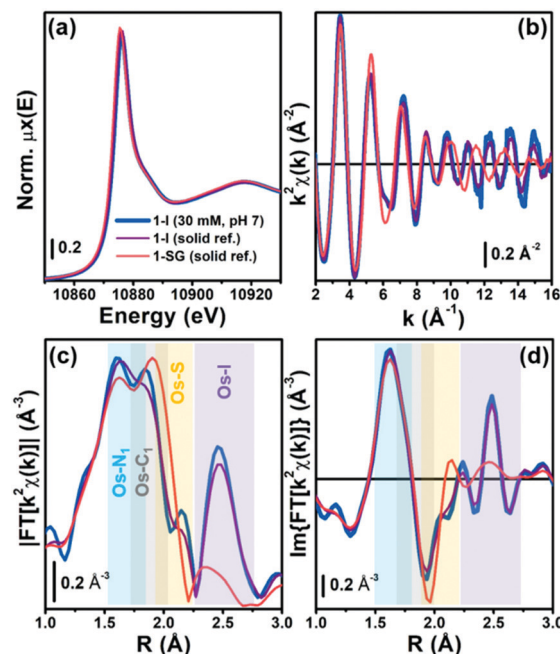 (a)
Norm. μx(E)
1-I (30 mM, pH 7)
1-I (solid ref.)
1-SG (solid ref.)
0.2
10860 10880 10900 10920
Energy (eV)
(b)
k²χ(k) (Å⁻²)
0.2 Å⁻²
2 4 6 8 10 12 14 16
k (Å⁻¹)
(c)
|FT[k²χ(k)]| (Å⁻³)
Os-N₁
Os-C₁
Os-S
Os-I
0.2 Å⁻³
1.0 1.5 2.0 2.5 3.0
R (Å)
(d)
Im{FT[k²χ(k)]} (Å⁻³)
0.2 Å⁻³
1.0 1.5 2.0 2.5 3.0
R (Å)